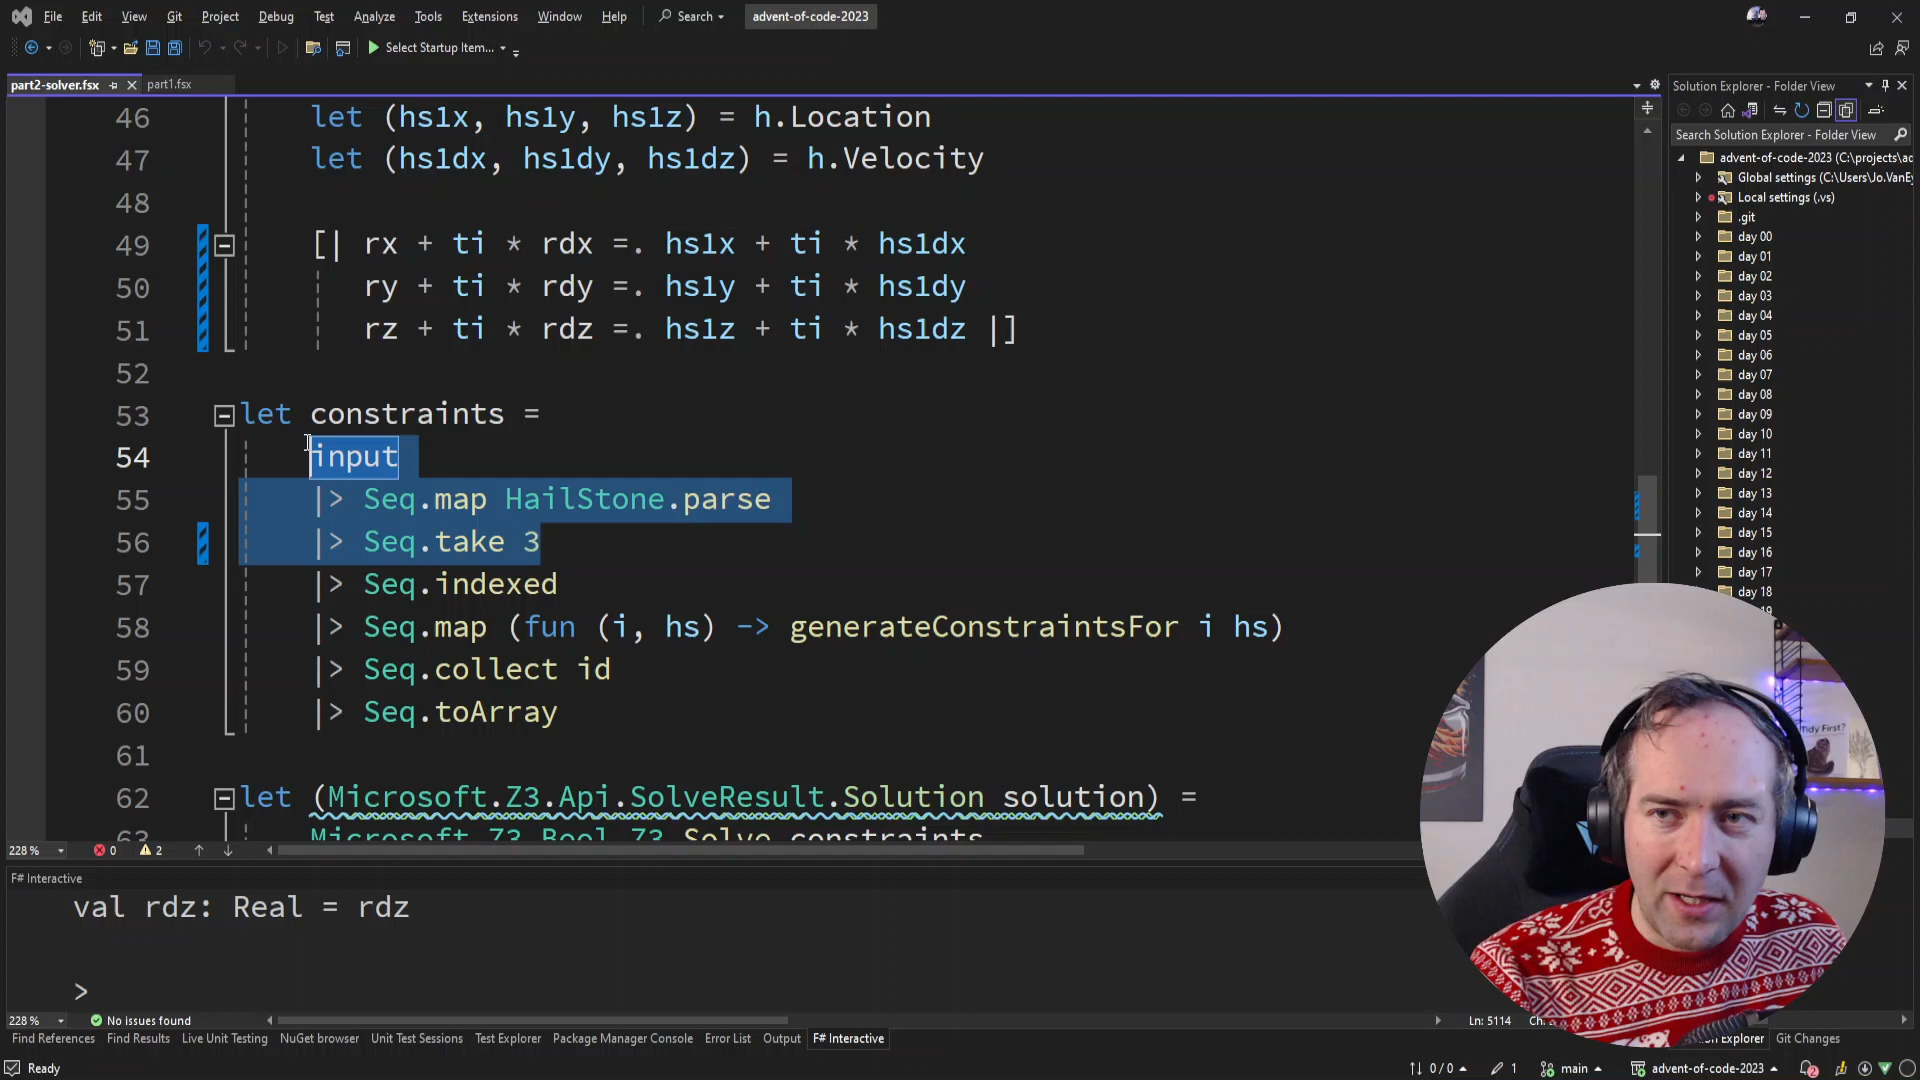 File Edit View Git Project Debug Test Analyze Tools Extensions Window Help Search advent-of-code-2023
Select Startup Item...
part2-solver.fsx part1.fsx
46 let (hs1x, hs1y, hs1z) = h.Location
47 let (hs1dx, hs1dy, hs1dz) = h.Velocity
48
49 [| rx + ti * rdx =. hs1x + ti * hs1dx
50 ry + ti * rdy =. hs1y + ti * hs1dy
51 rz + ti * rdz =. hs1z + ti * hs1dz |]
52
53 let constraints =
54 input
55 |> Seq.map HailStone.parse
56 |> Seq.take 3
57 |> Seq.indexed
58 |> Seq.map (fun (i, hs) -> generateConstraintsFor i hs)
59 |> Seq.collect id
60 |> Seq.toArray
61
62 let (Microsoft.Z3.Api.SolveResult.Solution solution) =
63 Microsoft.Z3.Bool.Z3.Solve constraints
228 % 0 2
F# Interactive
val rdz: Real = rdz
>
228 % No issues found Ln: 5114
Find References Find Results Live Unit Testing NuGet browser Unit Test Sessions Test Explorer Package Manager Console Error List Output F# Interactive
Ready
Solution Explorer - Folder View
Search Solution Explorer - Folder View
advent-of-code-2023 (C:\projects\ad
Global settings (C:\Users\Jo.VanEy
Local settings (.vs)
.git
day 00
day 01
day 02
day 03
day 04
day 05
day 06
day 07
day 08
day 09
day 10
day 11
day 12
day 13
day 14
day 15
day 16
day 17
day 18
Tidy First?
Explorer Git Changes
0 / 0 1 main advent-of-code-2023 2